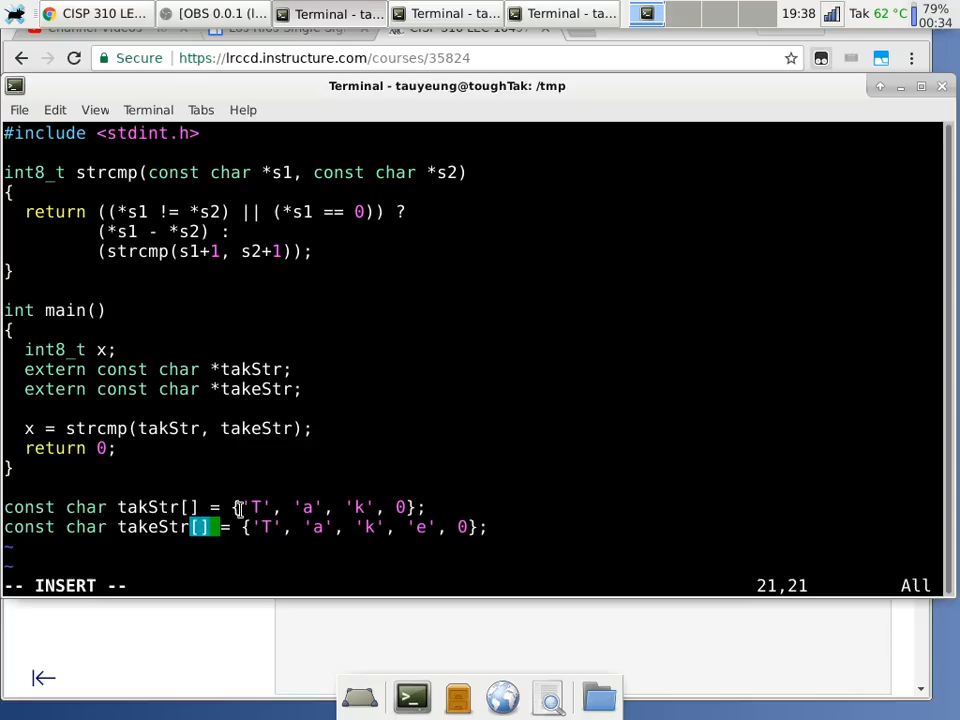 CISP 310 LE...
[OBS 0.0.1 (l...
Terminal - ta...
Terminal - ta...
Terminal - ta...
19:38
Tak 62 °C
79%
00:34
Secure
https://lrccd.instructure.com/courses/35824
Terminal - tauyeung@toughTak: /tmp
File Edit View Terminal Tabs Help
#include <stdint.h>
int8_t strcmp(const char *s1, const char *s2)
{
return ((*s1 != *s2) || (*s1 == 0)) ?
(*s1 - *s2) :
(strcmp(s1+1, s2+1));
}
int main()
{
int8_t x;
extern const char *takStr;
extern const char *takeStr;
x = strcmp(takStr, takeStr);
return 0;
}
const char takStr[] = {'T', 'a', 'k', 0};
const char takeStr[] = {'T', 'a', 'k', 'e', 0};
~
~
-- INSERT -- 21,21 All